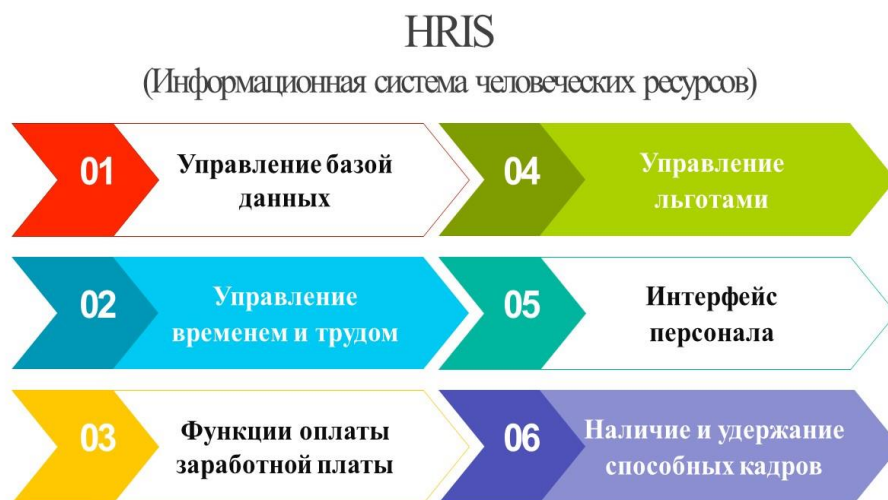 HRIS
(Информационная система человеческих ресурсов)
01
Управление базой
данных
02
Управление
временем и трудом
03
Функции оплаты
заработной платы
04
Управление
льготами
05
Интерфейс
персонала
06
Наличие и удержание
способных кадров